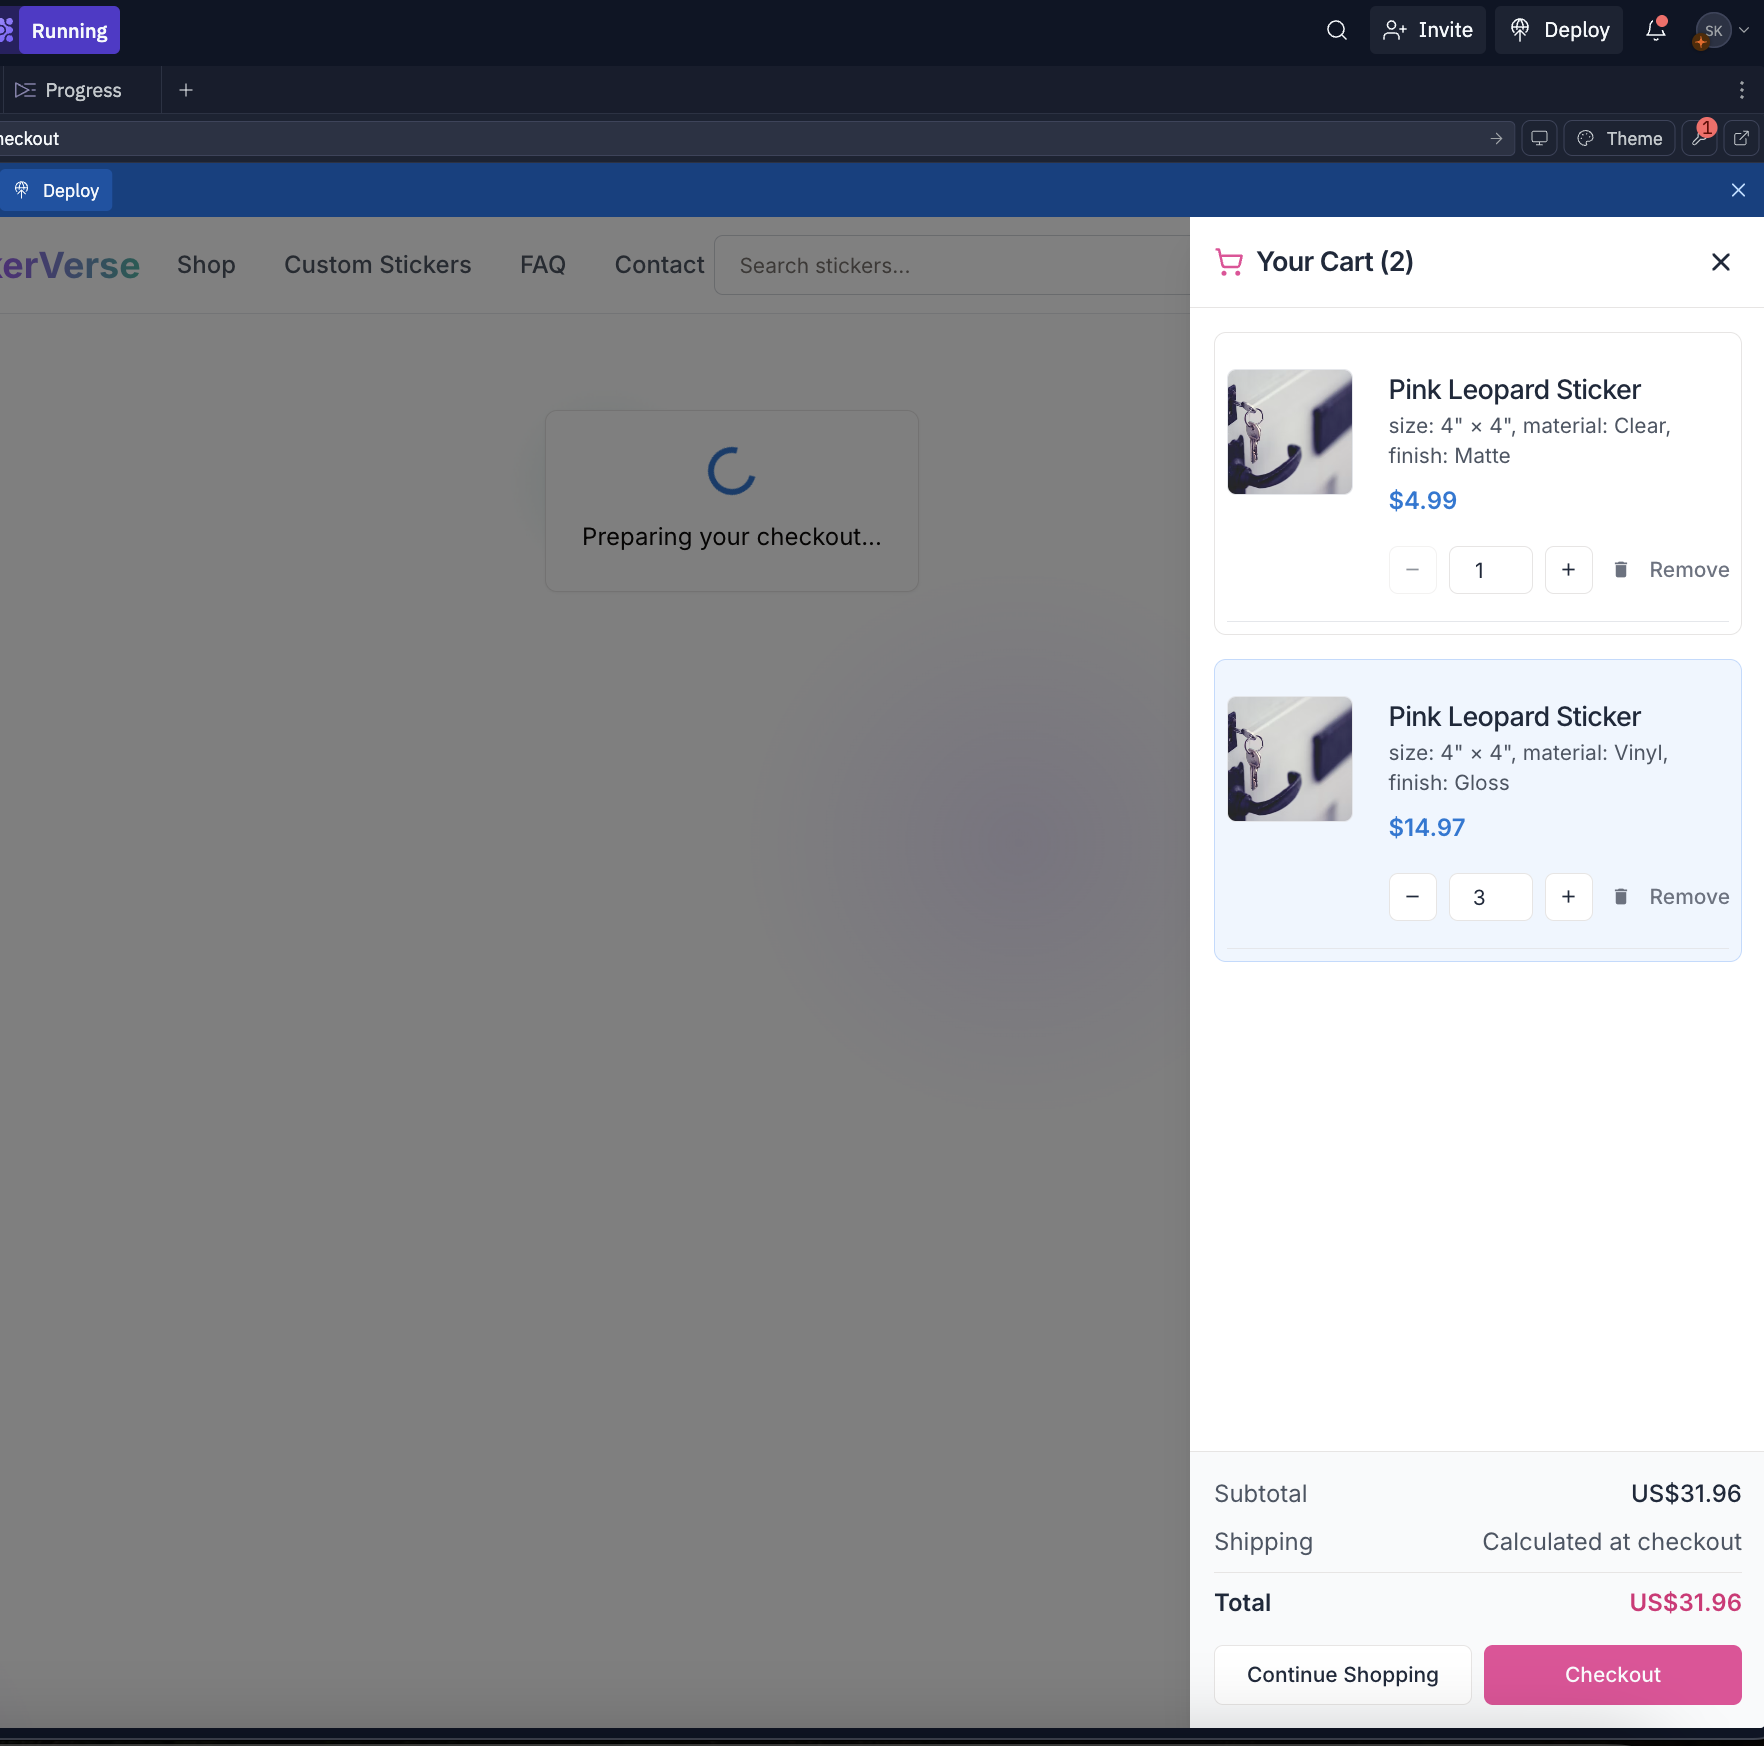 Running
Invite
Deploy
SK
Progress
heckout
Theme
1
Deploy
kerVerse
Shop
Custom Stickers
FAQ
Contact
Search stickers...
Preparing your checkout...
Your Cart (2)
Pink Leopard Sticker
size: 4" × 4", material: Clear,
finish: Matte
$4.99
1
Remove
Pink Leopard Sticker
size: 4" × 4", material: Vinyl,
finish: Gloss
$14.97
3
Remove
Subtotal US$31.96
Shipping Calculated at checkout
Total US$31.96
Continue Shopping
Checkout